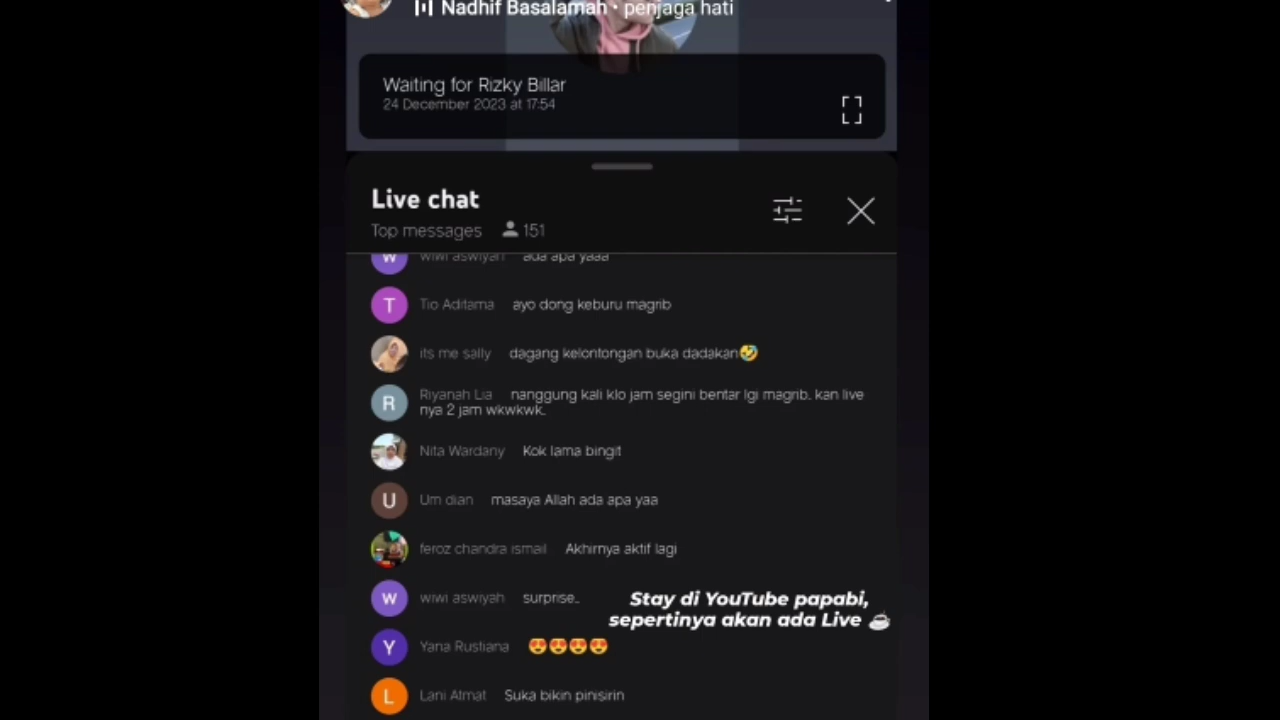 Nadhif Basalamah • penjaga hati
Waiting for Rizky Billar
24 December 2023 at 17:54
Live chat
Top messages 151
wiwi aswiyah ada apa yaaa
T Tio Aditama ayo dong keburu magrib
its me sally dagang kelontongan buka dadakan🤣
R Riyanah Lia nanggung kali klo jam segini bentar lgi magrib.. kan live
nya 2 jam wkwkwk..
Nita Wardany Kok lama bingit
U Um dian masaya Allah ada apa yaa
feroz chandra ismail Akhirnya aktif lagi
w wiwi aswiyah surprise..
Stay di YouTube papabi,
sepertinya akan ada Live ☕
Y Yana Rustiana 😍😍😍😍
L Lani Atmat Suka bikin pinisirin